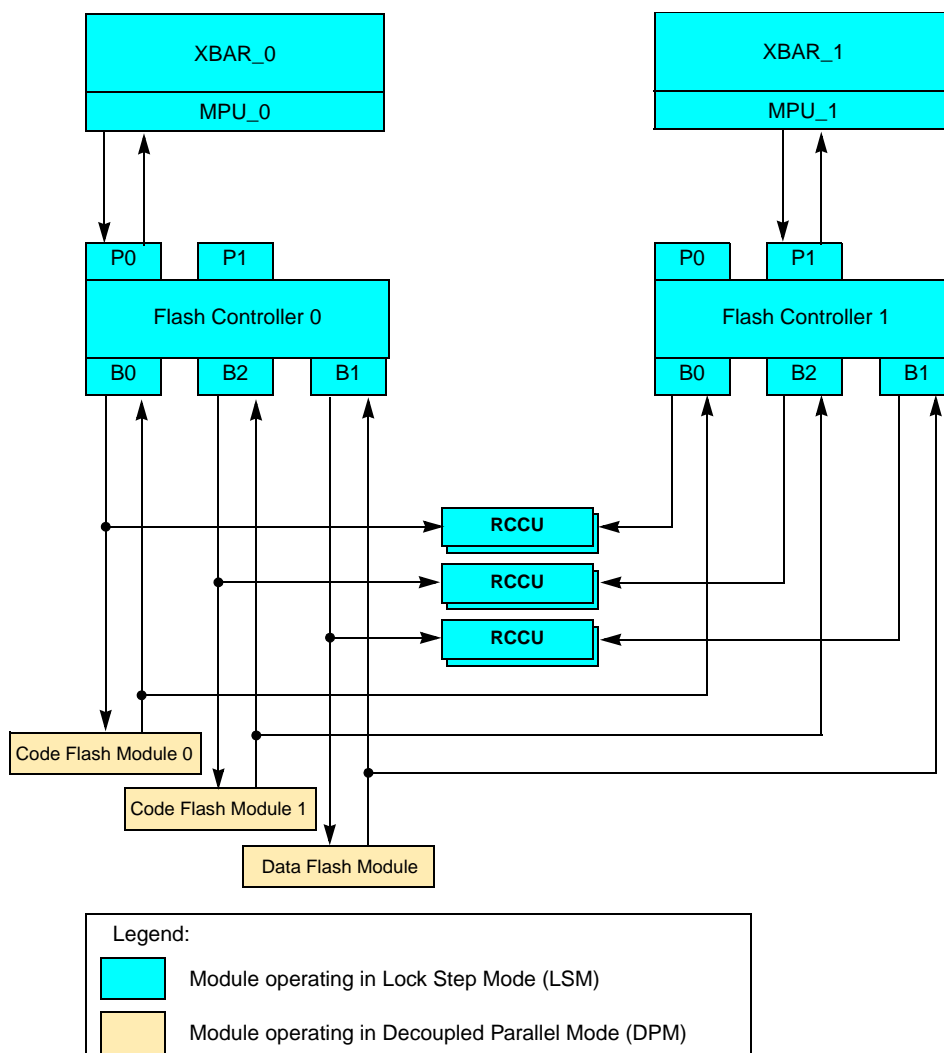 XBAR_0
XBAR_1
MPU_0
MPU_1
P0
P1
P0
P1
Flash Controller 0
Flash Controller 1
B0
B2
B1
B0
B2
B1
RCCU
RCCU
RCCU
Code Flash Module 0
Code Flash Module 1
Data Flash Module
Legend:
Module operating in Lock Step Mode (LSM)
Module operating in Decoupled Parallel Mode (DPM)